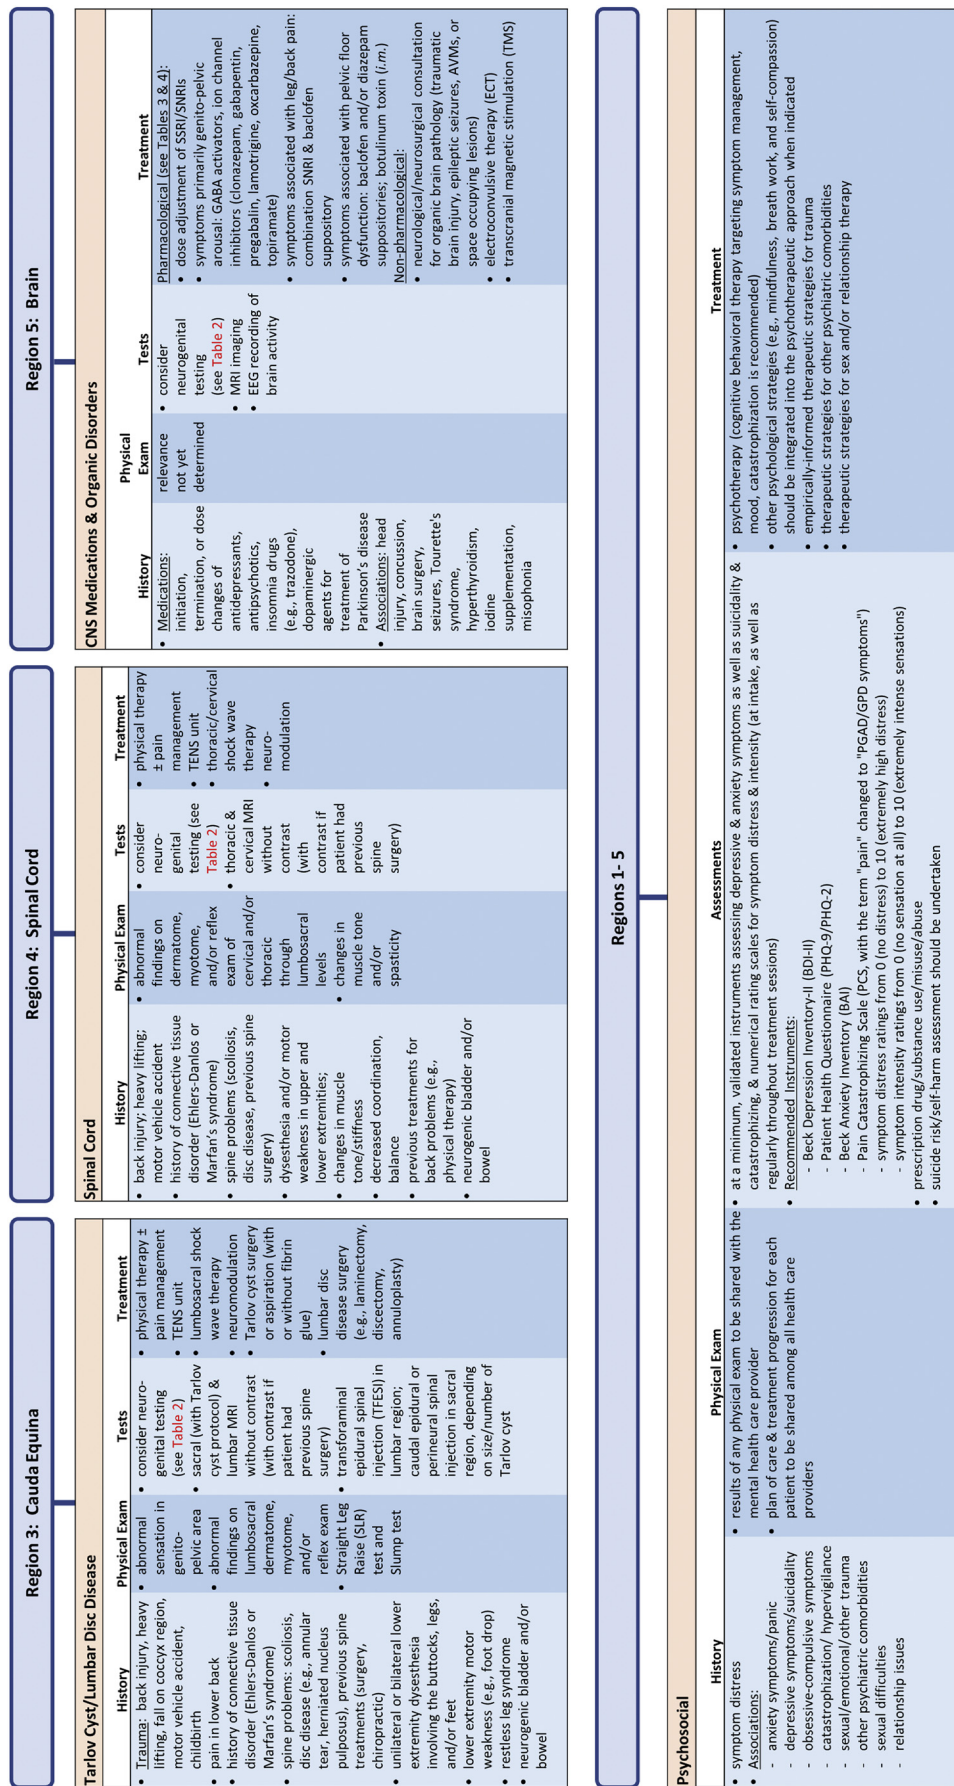 Region 3: Cauda Equina
Tarlov Cyst/Lumbar Disc Disease
History
• Trauma: back injury, heavy
lifting, fall on occyx region,
motor vehicle accident,
childbirth
• pain in lower back
• history of connective tissue
disorder (Ehlers-Danlos or
Marfan's syndrome)
• spine problems: scoliosis,
disc disease (e.g., annular
tear, herniated nucleus
pulposus), previous spine
treatments (surgery,
chiropractic)
• unilateral or bilateral lower
extremity dysesthesia
involving the buttocks, legs,
and/or feet
• lower extremity motor
weakness (e.g., foot drop)
• restless leg syndrome
• neurogenic bladder and/or
bowel
Physical Exam
• abnormal
sensation in
genito-
pelvic area
• abnormal
findings on
lumbosacral
dermatome,
myotome,
and/or
reflex exam
• Straight Leg
Raise (SLR)
test and
Slump test
Tests
• consider neuro-
genital testing
(see Table 2)
• sacral (with Tarlov
cyst protocol) &
lumbar MRI
without contrast
(with contrast if
patient had
previous spine
surgery)
• transforaminal
epidural spinal
injection (TFESI) in
lumbar region;
caudal epidural or
perineural spinal
injection in sacral
region, depending
on size/number of
Tarlov cyst
Treatment
• physical therapy ±
pain management
• TENS unit
• lumbosacral shock
wave therapy
• neuromodulation
• Tarlov cyst surgery
or aspiration (with
or without fibrin
glue)
• lumbar disc
disease surgery
(e.g., laminectomy,
discectomy,
annuloplasty)
Region 4: Spinal Cord
Spinal Cord
History
• back injury; heavy lifting;
motor vehicle accident
• history of connective tissue
disorder (Ehlers-Danlos or
Marfan's syndrome)
• spine problems (scoliosis,
disc disease, previous spine
surgery)
• dysesthesia and/or motor
weakness in upper and
lower extremities;
• changes in muscle
tone/stiffness
• decreased coordination,
balance
• previous treatments for
back problems (e.g.,
physical therapy)
• neurogenic bladder and/or
bowel
Physical Exam
• abnormal
findings on
dermatome,
myotome,
and/or reflex
exam of
cervical and/or
thoracic
through
lumbosacral
levels
• changes in
muscle tone
and/or
spasticity
Tests
• consider
neuro-
genital
testing (see
Table 2)
• thoracic &
cervical MRI
without
contrast
(with
contrast if
patient had
previous
spine
surgery)
Treatment
• physical therapy
± pain
management
• TENS unit
• thoracic/cervical
shock wave
therapy
• neuro-
modulation
Region 5: Brain
CNS Medications & Organic Disorders
History
• Medications:
initiation,
termination, or dose
changes of
antidepressants,
antipsychotics,
insomnia drugs
(e.g., trazodone),
dopaminergic
agents for
treatment of
Parkinson's disease
• Associations: head
injury, concussion,
brain surgery,
seizures, Tourette's
syndrome,
hyperthyroidism,
iodine
supplementation,
misophonia
Physical
Exam
relevance
not yet
determined
Tests
• consider
neurogenital
testing
(see Table 2)
• MRI imaging
• EEG recording of
brain activity
Treatment
Pharmacological (see Tables 3 & 4):
• dose adjustment of SSRI/SNRIs
• symptoms primarily genito-pelvic
arousal: GABA activators, ion channel
inhibitors (clonazepam, gabapentin,
pregabalin, lamotrigine, oxcarbazepine,
topiramate)
• symptoms associated with leg/back pain:
combination SNRI & baclofen
suppository
• symptoms associated with pelvic floor
dysfunction: baclofen and/or diazepam
suppositories; botulinum toxin (i.m.)
Non-pharmacological:
• neurological/neurosurgical consultation
for organic brain pathology (traumatic
brain injury, epileptic seizures, AVMs, or
space occupying lesions)
• electroconvulsive therapy (ECT)
• transcranial magnetic stimulation (TMS)
Regions 1- 5
Psychosocial
History
• symptom distress
• Associations:
- anxiety symptoms/panic
- depressive symptoms/suicidality
- obsessive-compulsive symptoms
- catastrophization/ hypervigilance
- sexual/emotional/other trauma
- other psychiatric comorbidities
- sexual difficulties
- relationship issues
Physical Exam
• results of any physical exam to be shared with the
mental health care provider
• plan of care & treatment progression for each
patient to be shared among all health care
providers
Assessments
• at a minimum, validated instruments assessing depressive & anxiety symptoms as well as suicidality &
catastrophizing, & numerical rating scales for symptom distress & intensity (at intake, as well as
regularly throughout treatment sessions)
• Recommended Instruments:
- Beck Depression Inventory-II (BDI-II)
- Patient Health Questionnaire (PHQ-9/PHQ-2)
- Beck Anxiety Inventory (BAI)
- Pain Catastrophizing Scale (PCS, with the term "pain" changed to "PGAD/GPD symptoms")
- symptom distress ratings from 0 (no distress) to 10 (extremely high distress)
- symptom intensity ratings from 0 (no sensation at all) to 10 (extremely intense sensations)
• prescription drug/substance use/misuse/abuse
• suicide risk/self-harm assessment should be undertaken
Treatment
• psychotherapy (cognitive behavioral therapy targeting symptom management,
mood, catastrophization is recommended)
• other psychological strategies (e.g., mindfulness, breath work, and self-compassion)
should be integrated into the psychotherapeutic approach when indicated
• empirically-informed therapeutic strategies for trauma
• therapeutic strategies for other psychiatric comorbidities
• therapeutic strategies for sex and/or relationship therapy